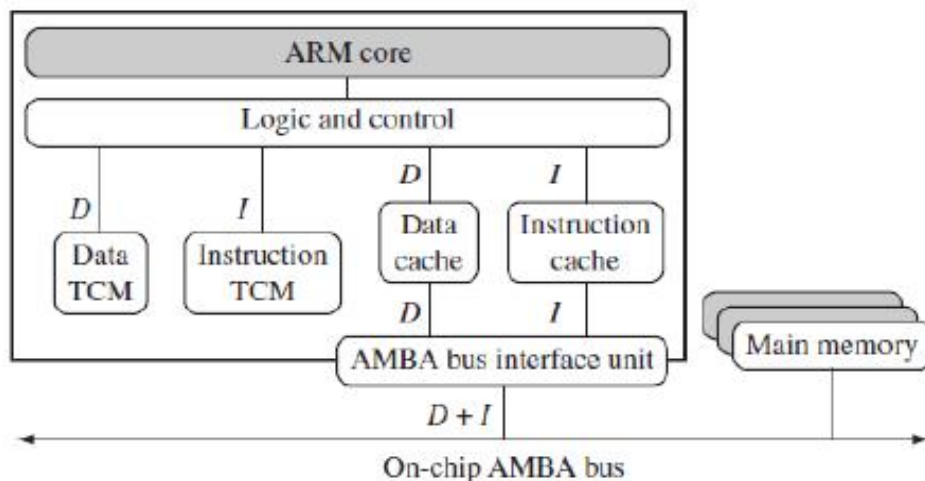 ARM core
Logic and control
D
I
D
I
Data
TCM
Instruction
TCM
Data
cache
Instruction
cache
D
I
Main memory
AMBA bus interface unit
D + I
On-chip AMBA bus